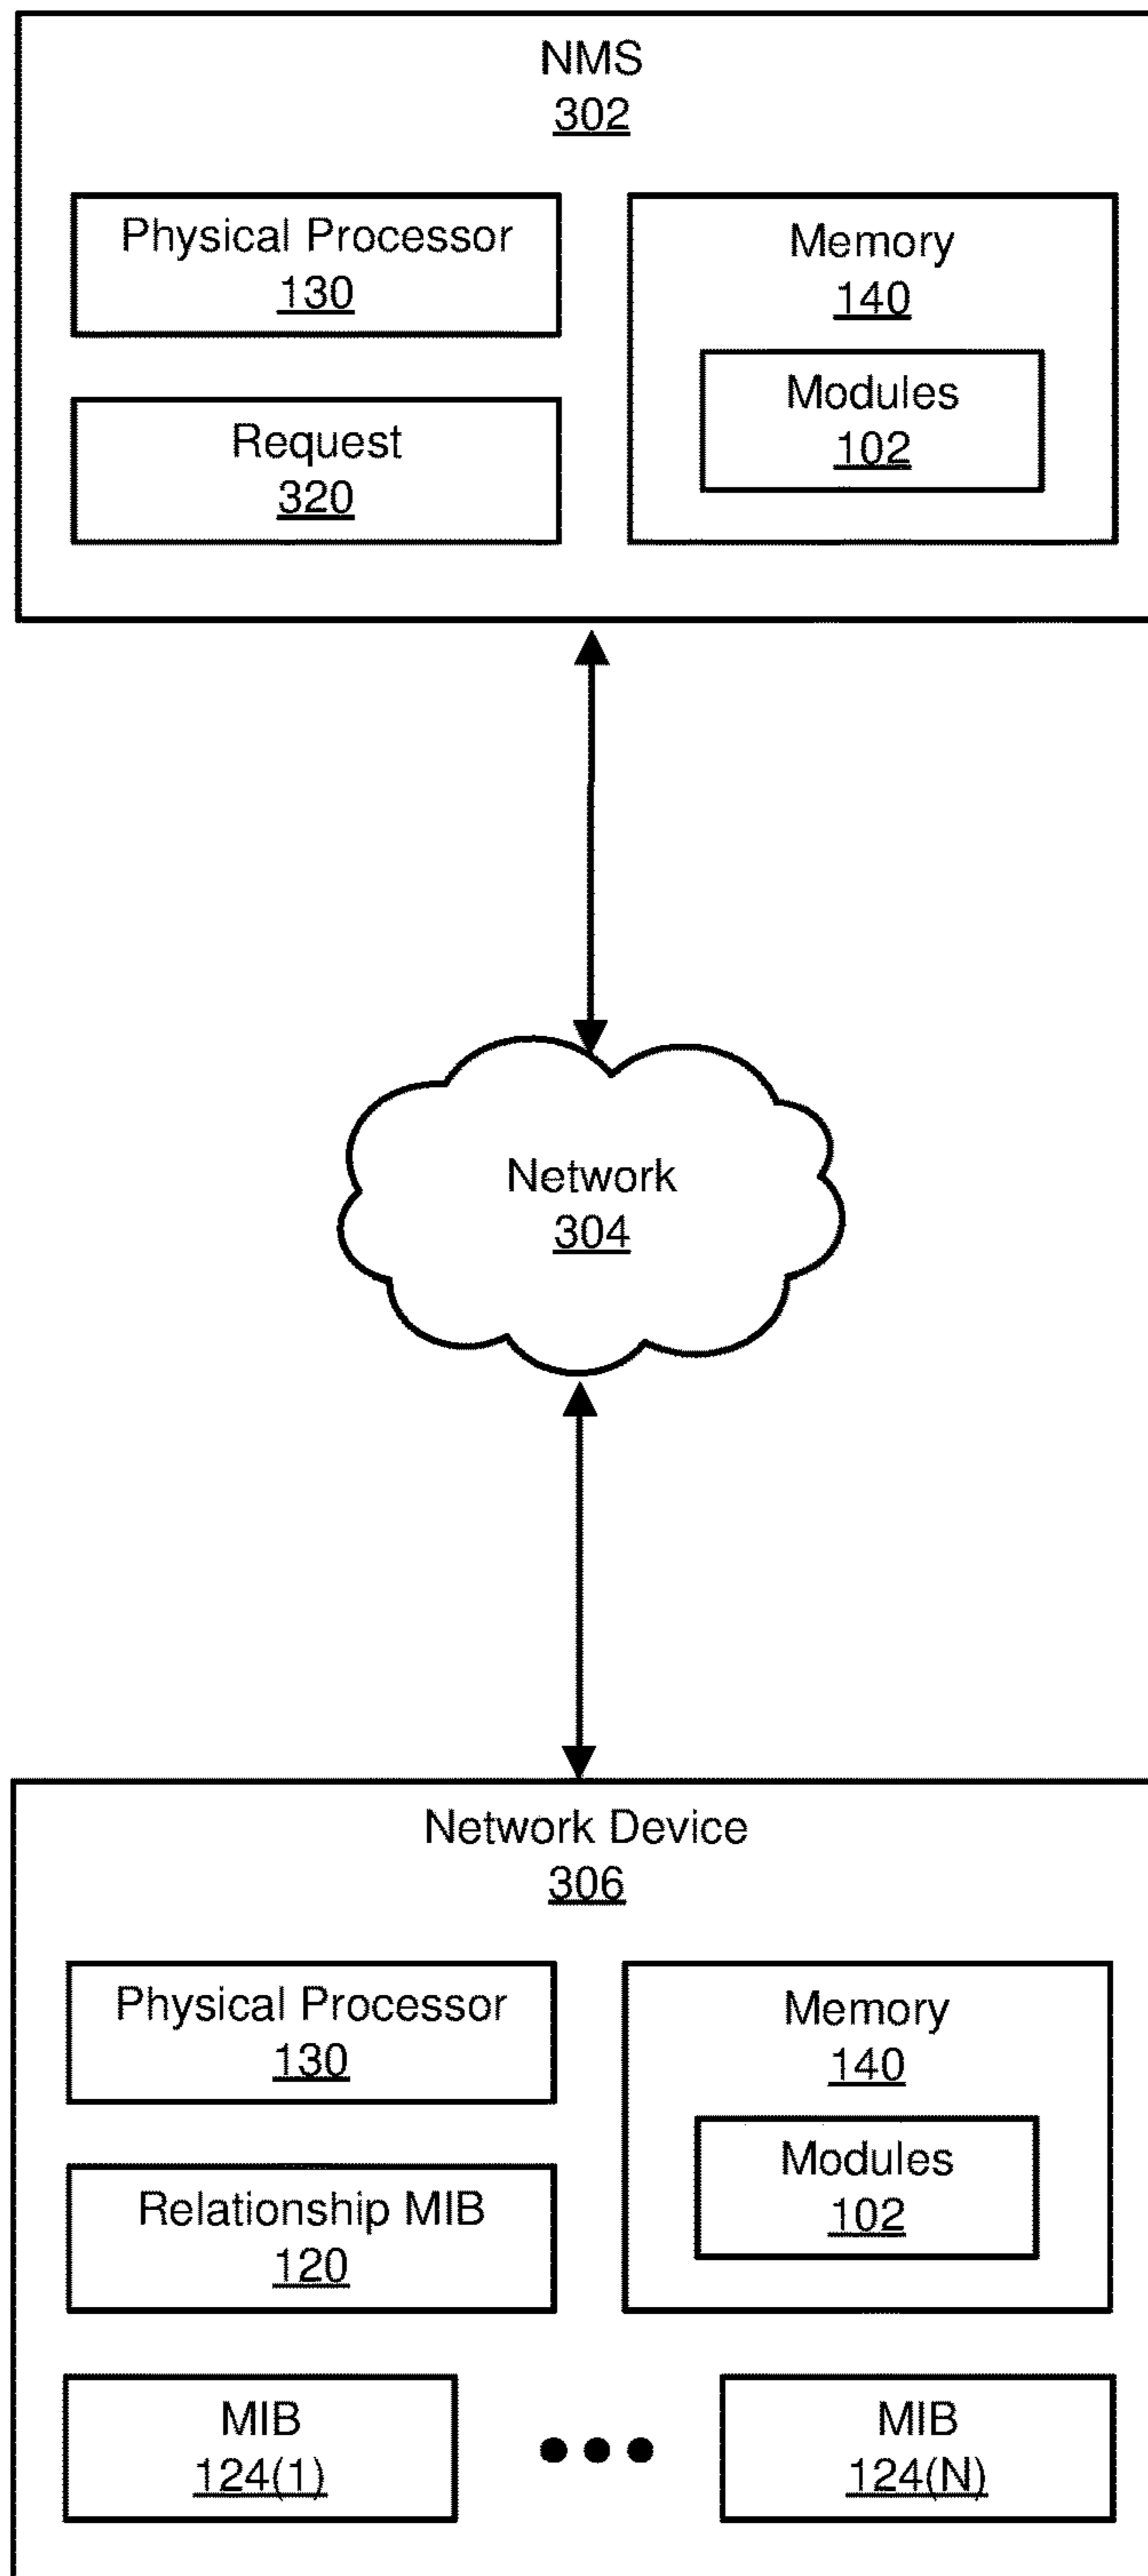 NMS
302
Physical Processor
130
Memory
140
Request
320
Modules
102
Network
304
Network Device
306
Physical Processor
130
Memory
140
Relationship MIB
120
Modules
102
MIB
124(1)
MIB
124(N)